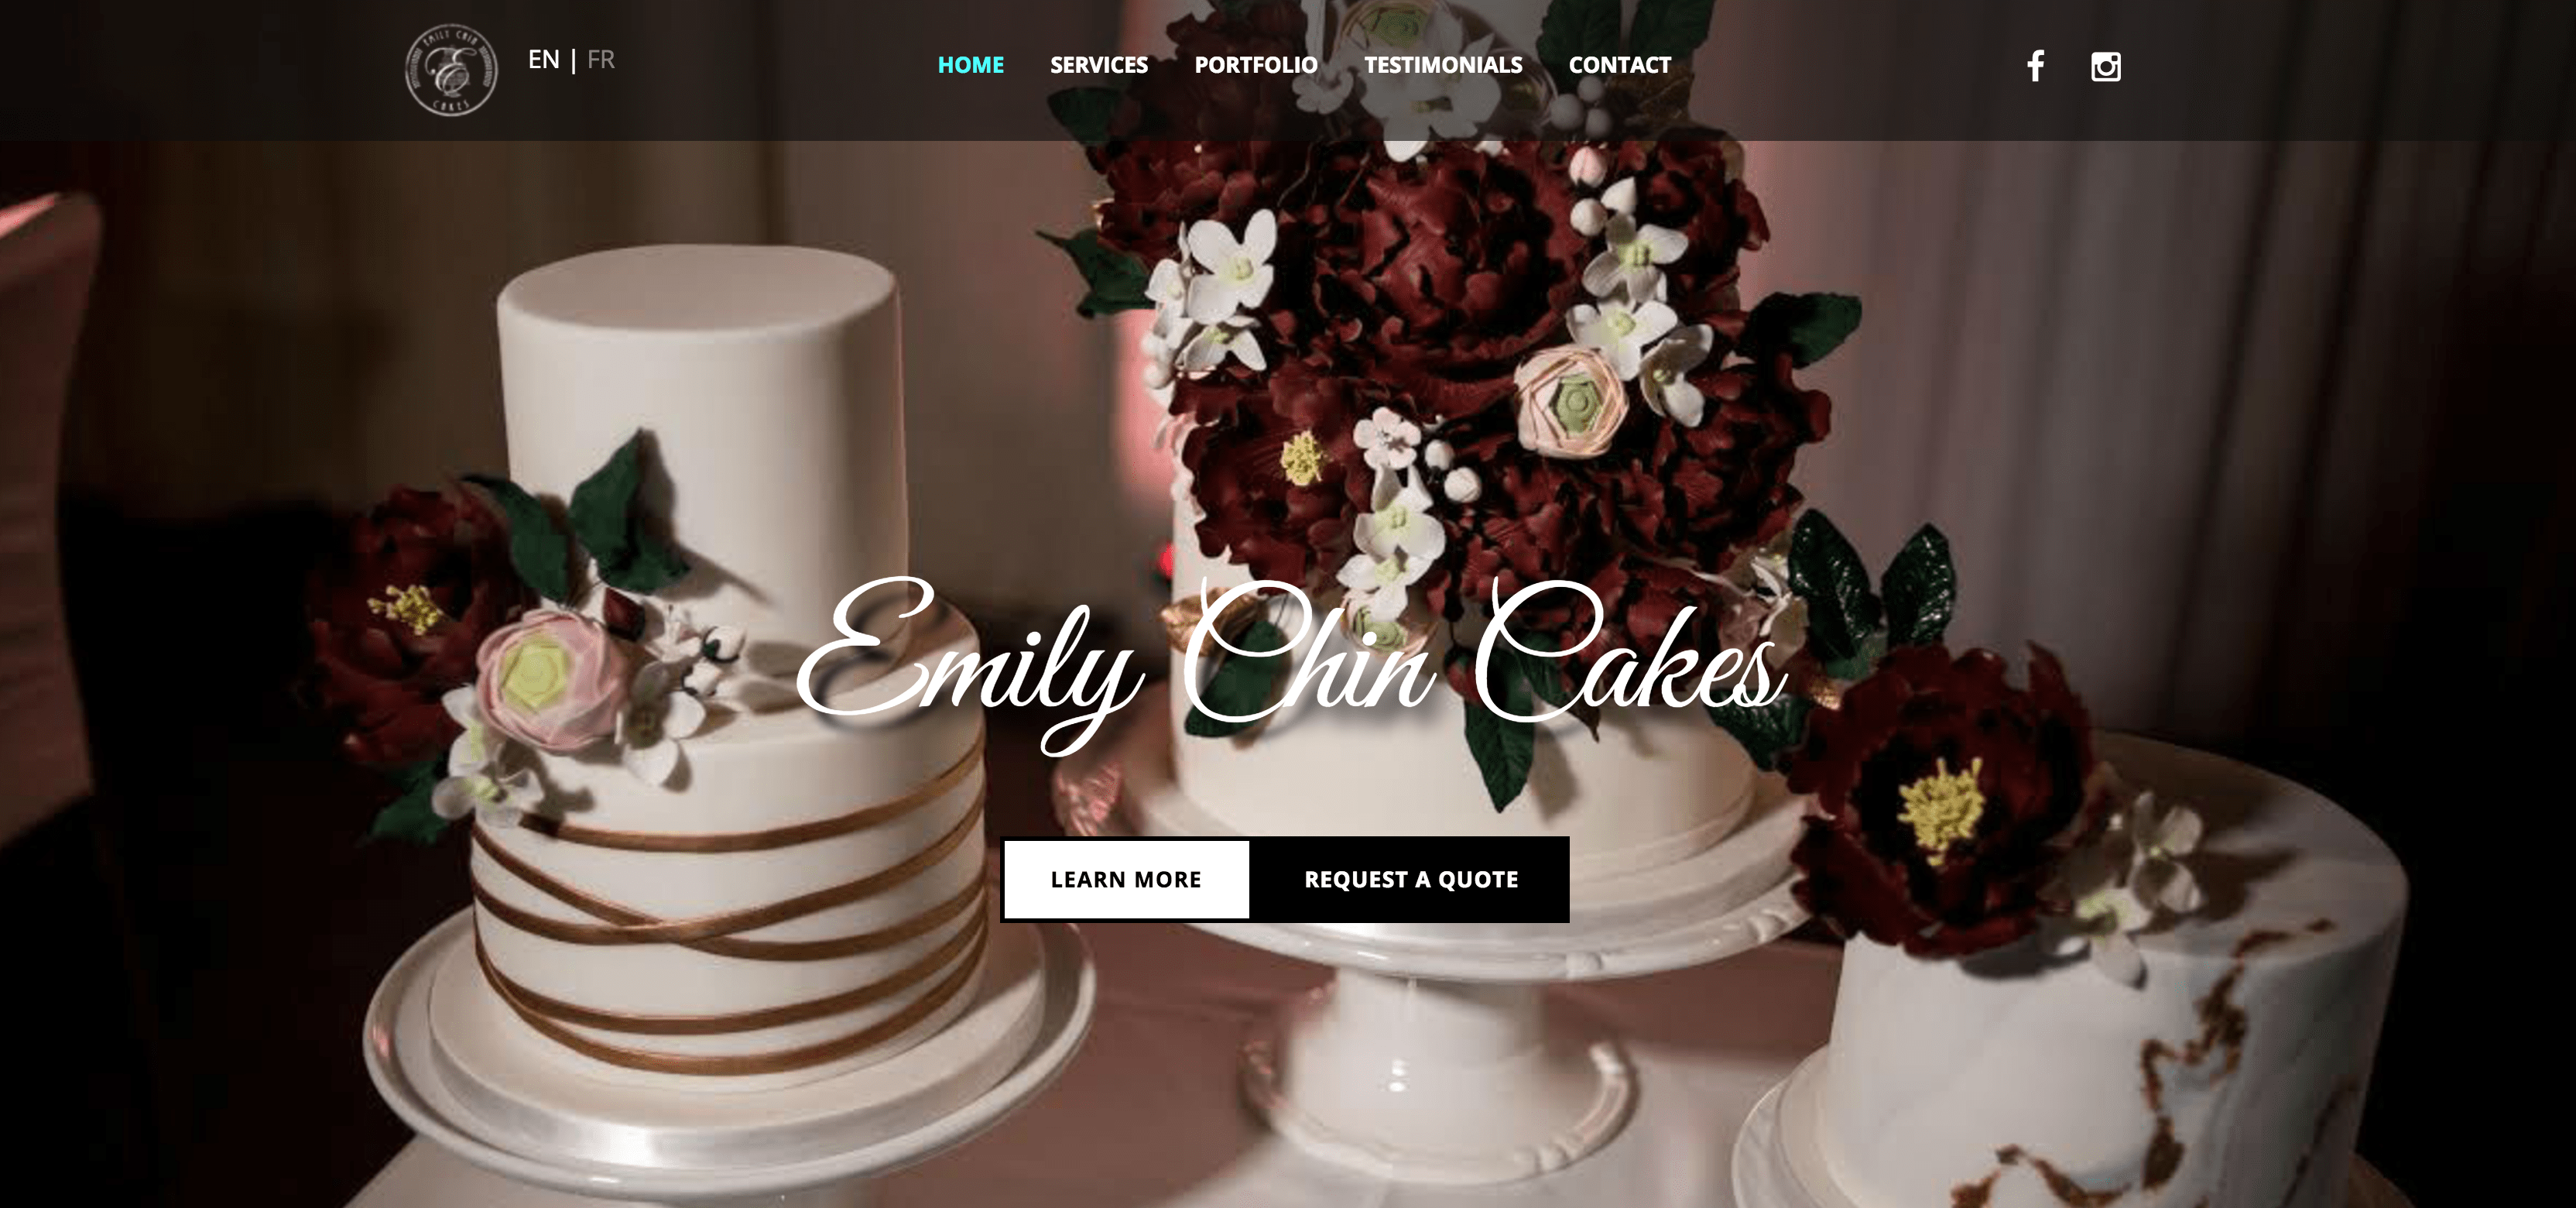 EMILY CHIN
CAKES
EN | FR
HOME SERVICES PORTFOLIO TESTIMONIALS CONTACT
Emily Chin Cakes
LEARN MORE REQUEST A QUOTE